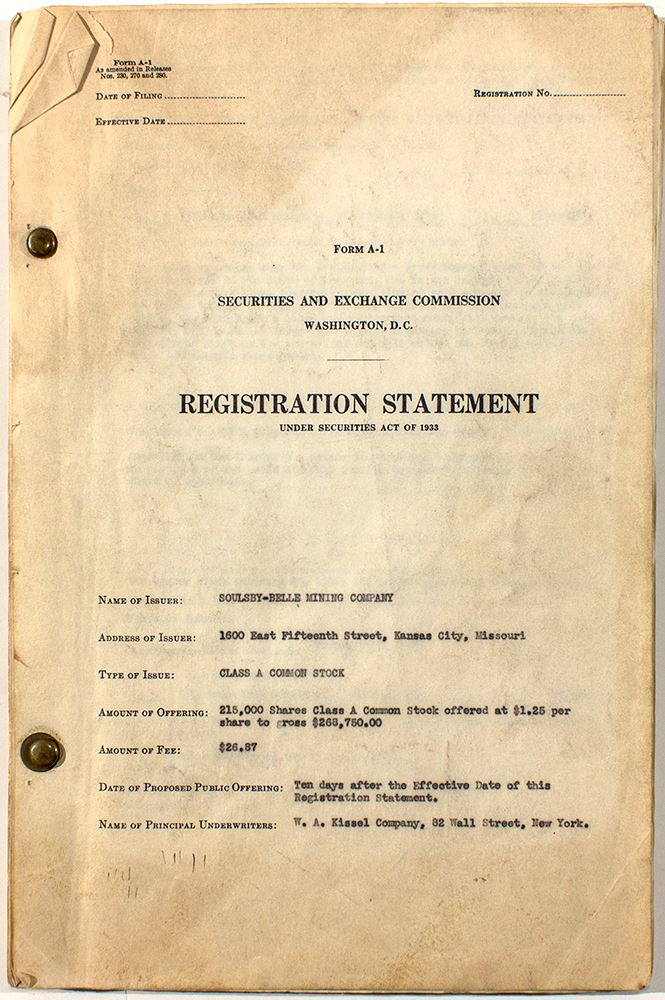 Form A-1
As amended in Releases
Nos. 230, 270 and 280.
DATE OF FILING
REGISTRATION NO.
EFFECTIVE DATE
FORM A-1
SECURITIES AND EXCHANGE COMMISSION
WASHINGTON, D.C.
REGISTRATION STATEMENT
UNDER SECURITIES ACT OF 1933
NAME OF ISSUER: SOULSBY-BELLE MINING COMPANY
ADDRESS OF ISSUER: 1600 East Fifteenth Street, Kansas City, Missouri
TYPE OF ISSUE: CLASS A COMMON STOCK
AMOUNT OF OFFERING: 215,000 Shares Class A Common Stock offered at $1.25 per
share to gross $268,750.00
AMOUNT OF FEE: $26.87
DATE OF PROPOSED PUBLIC OFFERING: Ten days after the Effective Date of this
Registration Statement.
NAME OF PRINCIPAL UNDERWRITERS: W. A. Kissel Company, 82 Wall Street, New York.